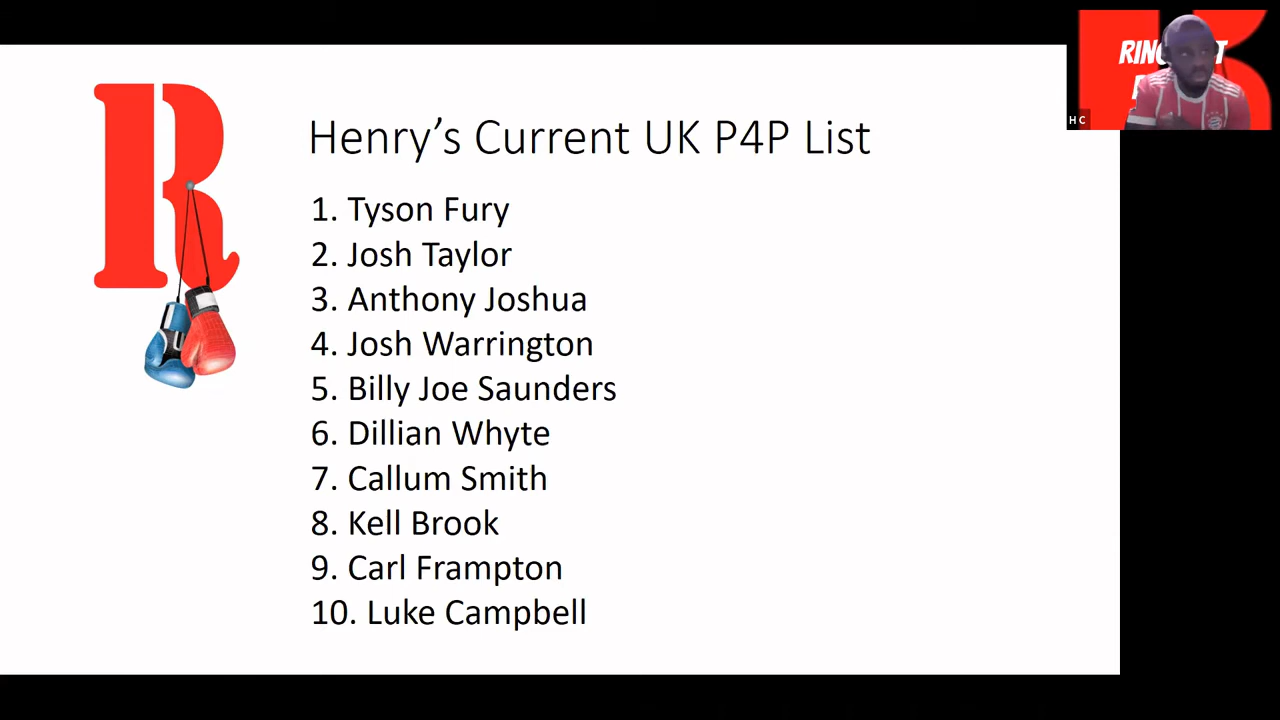 R
Henry's Current UK P4P List
1. Tyson Fury
2. Josh Taylor
3. Anthony Joshua
4. Josh Warrington
5. Billy Joe Saunders
6. Dillian Whyte
7. Callum Smith
8. Kell Brook
9. Carl Frampton
10. Luke Campbell
H C